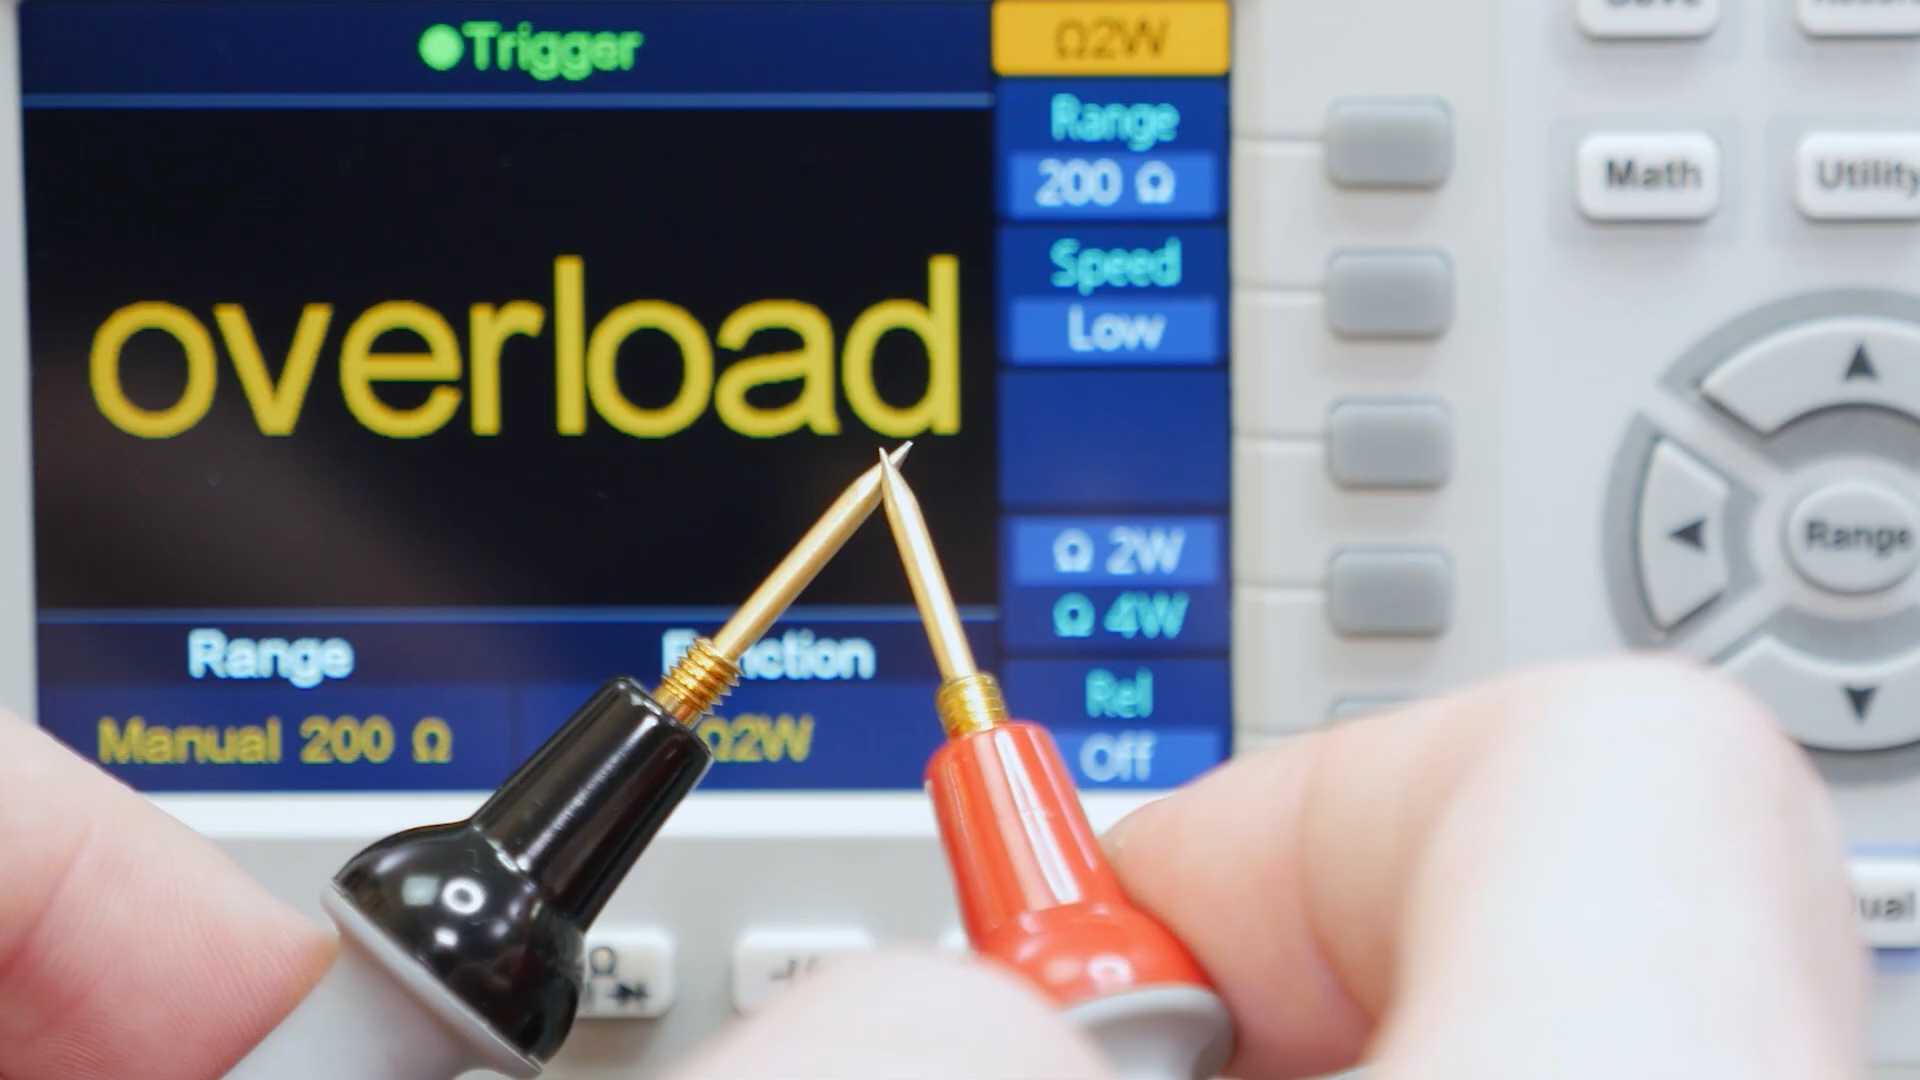 Trigger
Ω2W
Range
200 Ω
Speed
Low
overload
Ω 2W
Ω 4W
Rel
Off
Range
Manual 200 Ω
Ω2W
Math
Utility
Range